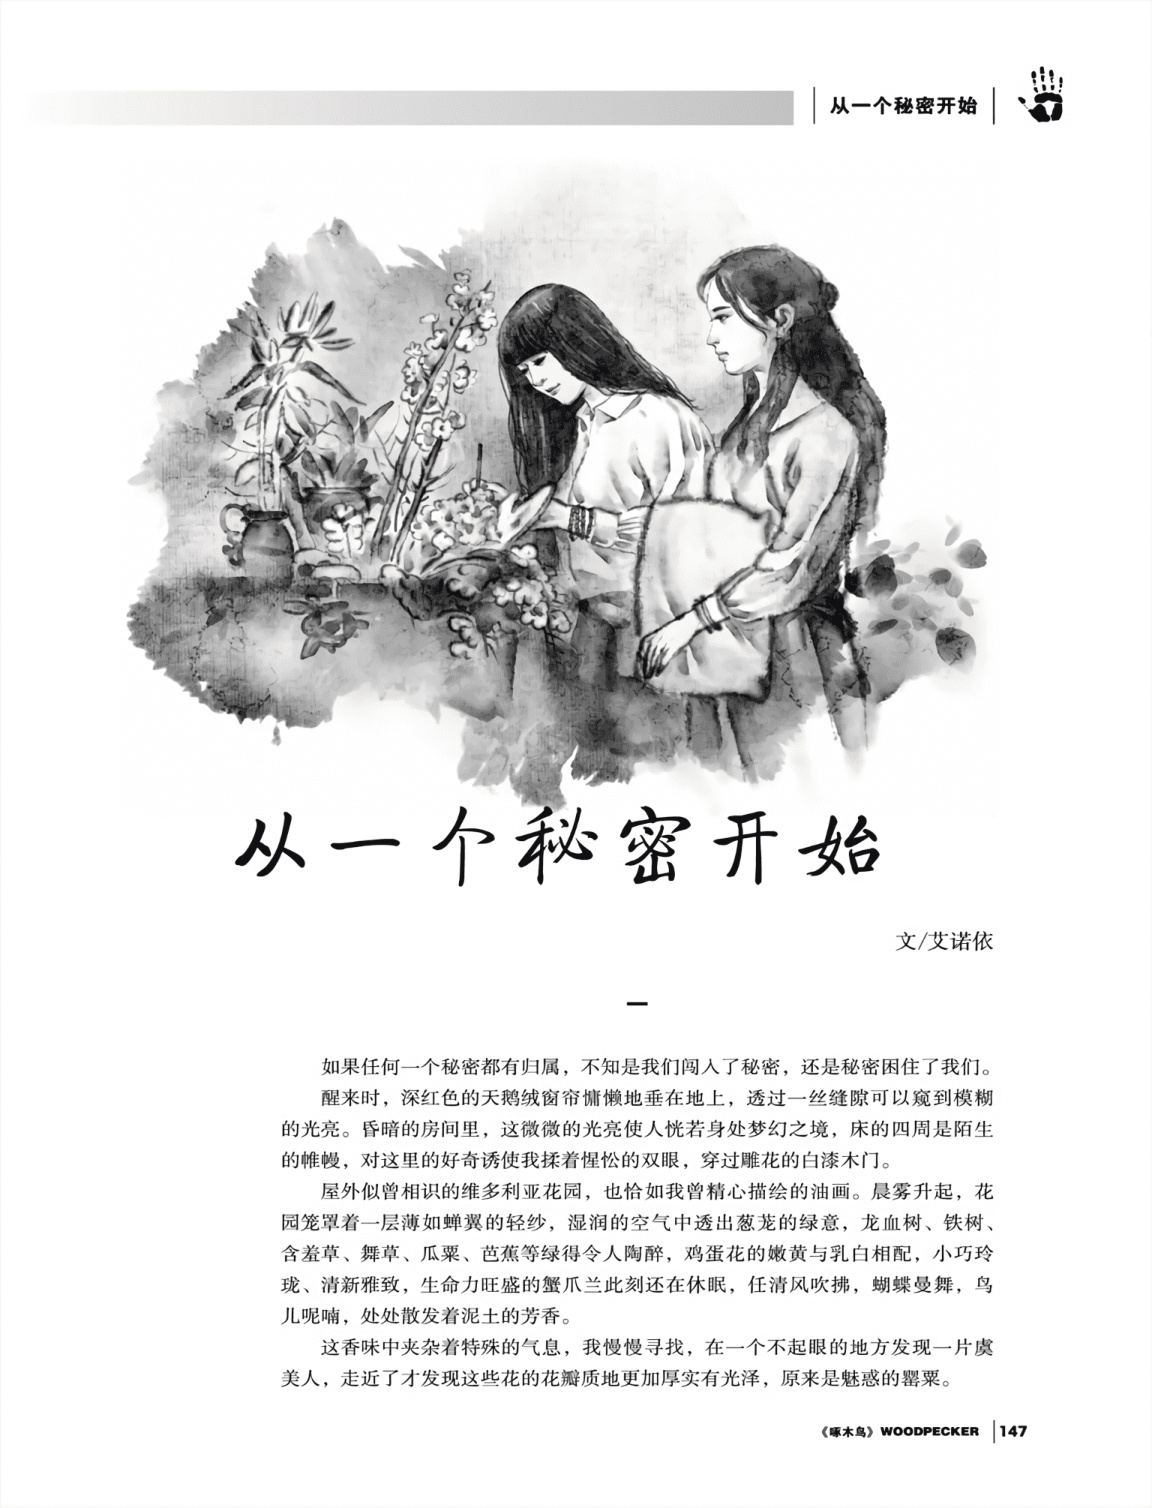 从一个秘密开始
从一个秘密开始
文/艾诺依
一
如果任何一个秘密都有归属，不知是我们闯入了秘密，还是秘密困住了我们。
醒来时，深红色的天鹅绒窗帘慵懒地垂在地上，透过一丝缝隙可以窥到模糊
的光亮。昏暗的房间里，这微微的光亮使人恍若身处梦幻之境，床的四周是陌生
的帷幔，对这里的好奇诱使我揉着惺忪的双眼，穿过雕花的白漆木门。
屋外似曾相识的维多利亚花园，也恰如我曾精心描绘的油画。晨雾升起，花
园笼罩着一层薄如蝉翼的轻纱，湿润的空气中透出葱茏的绿意，龙血树、铁树、
含羞草、舞草、瓜栗、芭蕉等绿得令人陶醉，鸡蛋花的嫩黄与乳白相配，小巧玲
珑、清新雅致，生命力旺盛的蟹爪兰此刻还在休眠，任清风吹拂，蝴蝶曼舞，鸟
儿呢喃，处处散发着泥土的芳香。
这香味中夹杂着特殊的气息，我慢慢寻找，在一个不起眼的地方发现一片虞
美人，走近了才发现这些花的花瓣质地更加厚实有光泽，原来是魅惑的罂粟。
《啄木鸟》WOODPECKER 147